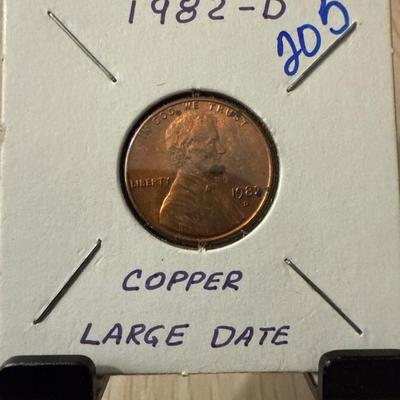 1982-D
205
IN GOD WE TRUST
LIBERTY
1982
D
COPPER
LARGE DATE